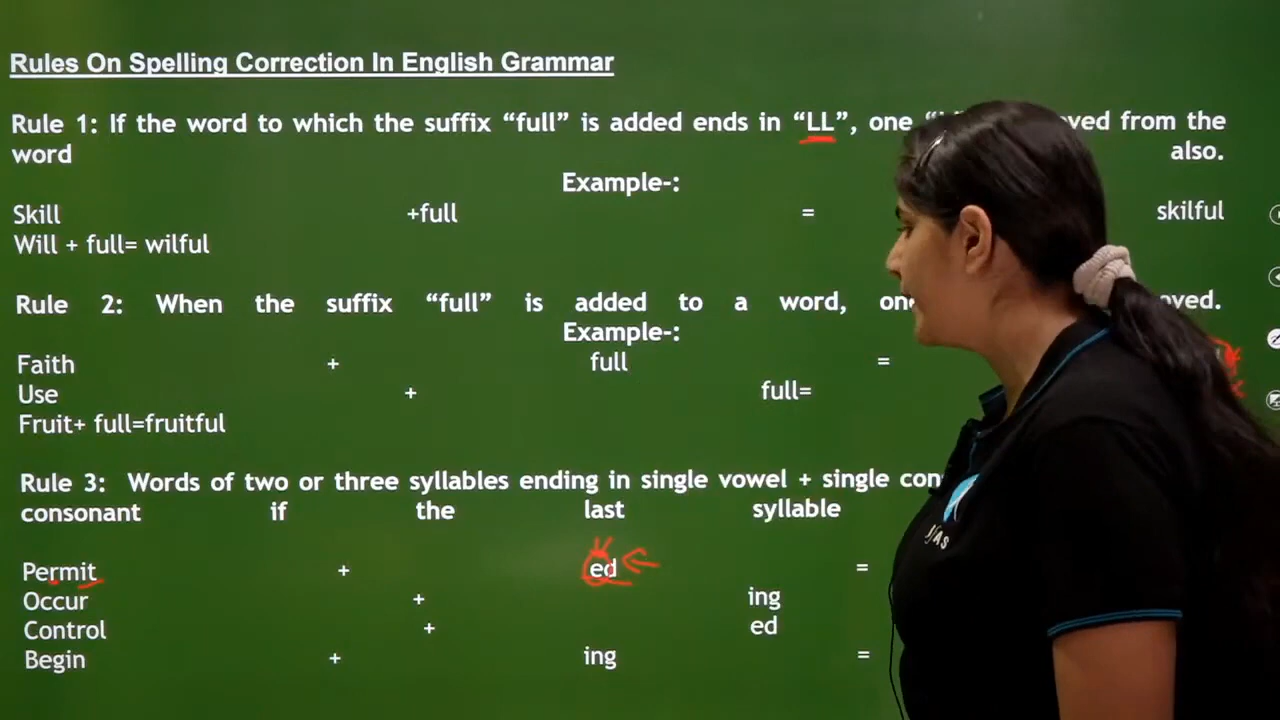 Rules On Spelling Correction In English Grammar
Rule 1: If the word to which the suffix “full” is added ends in “LL”, one from the
word also.
Example-:
Skill +full = skilful
Will + full= wilful
Rule 2: When the suffix “full” is added to a word,
Example-:
Faith + full =
Use + full=
Fruit+ full=fruitful
Rule 3: Words of two or three syllables ending in single vowel + single
consonant if the last syllable
Permit + ed =
Occur + ing
Control + ed
Begin + ing =